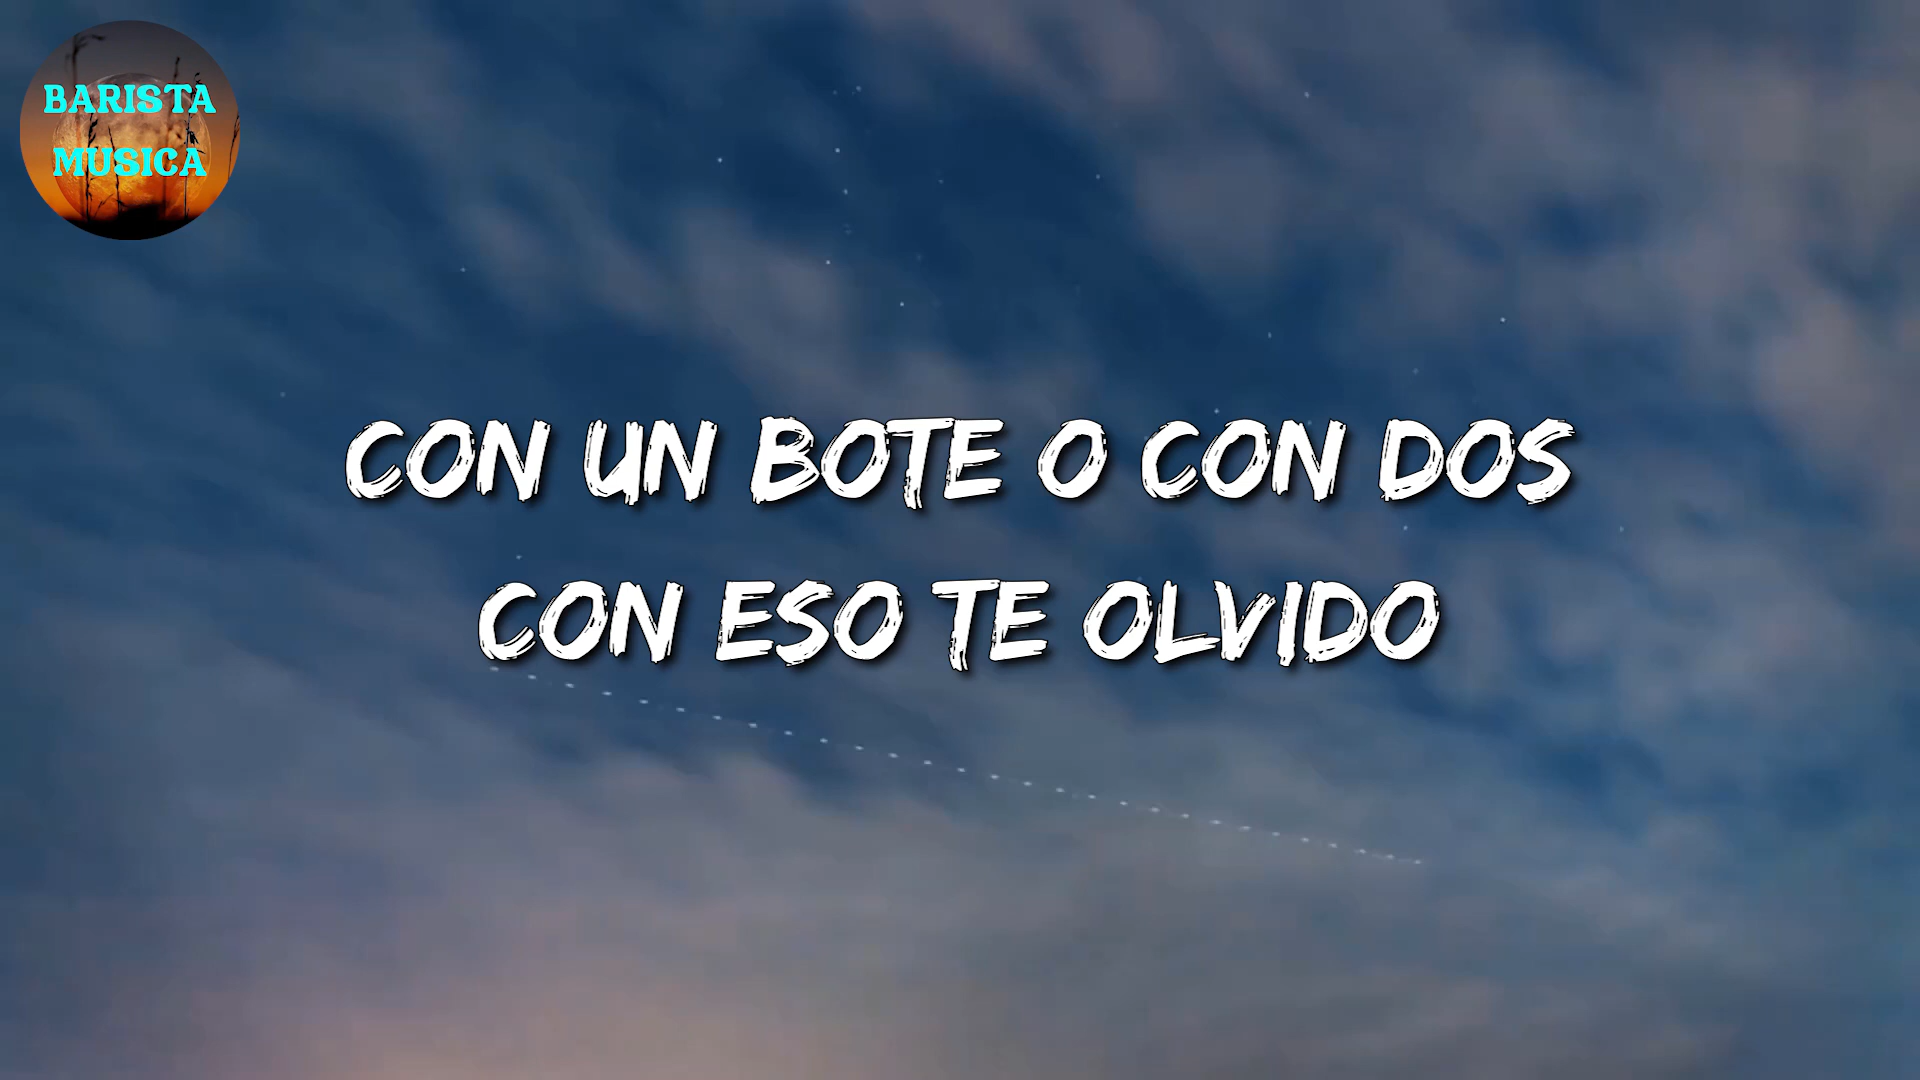 BARISTA
MUSICA
CON UN BOTE O CON DOS
CON ESO TE OLVIDO